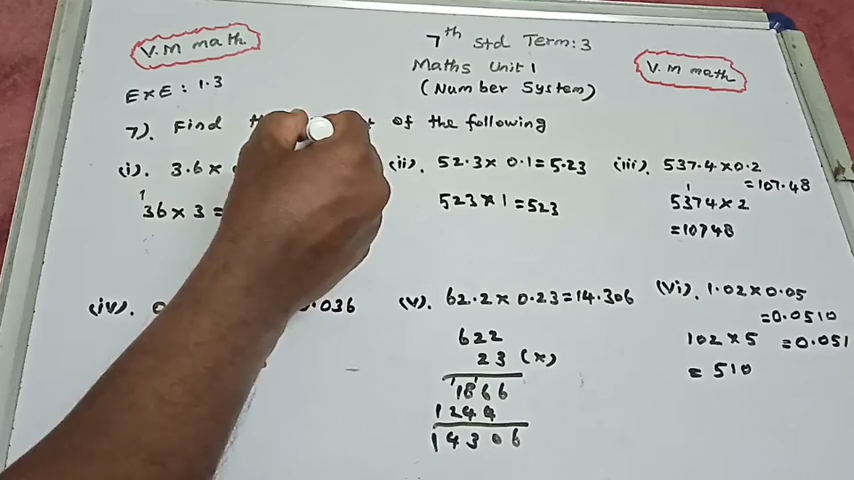 V.M math
7th Std Term: 3
Maths Unit 1
V.M math
(Number System)
EXE: 1.3
7). Find of the following
(i). 3.6 ×
36 × 3 =
(ii). 52.3 × 0.1 = 5.23
523 × 1 = 523
(iii). 537.4 × 0.2
= 107.48
1
5374 × 2
= 10748
(iv). 0.036
(v). 62.2 × 0.23 = 14.306
622
23 (×)
1866
1244
14306
(vi). 1.02 × 0.05
= 0.0510
102 × 5 = 0.051
= 510